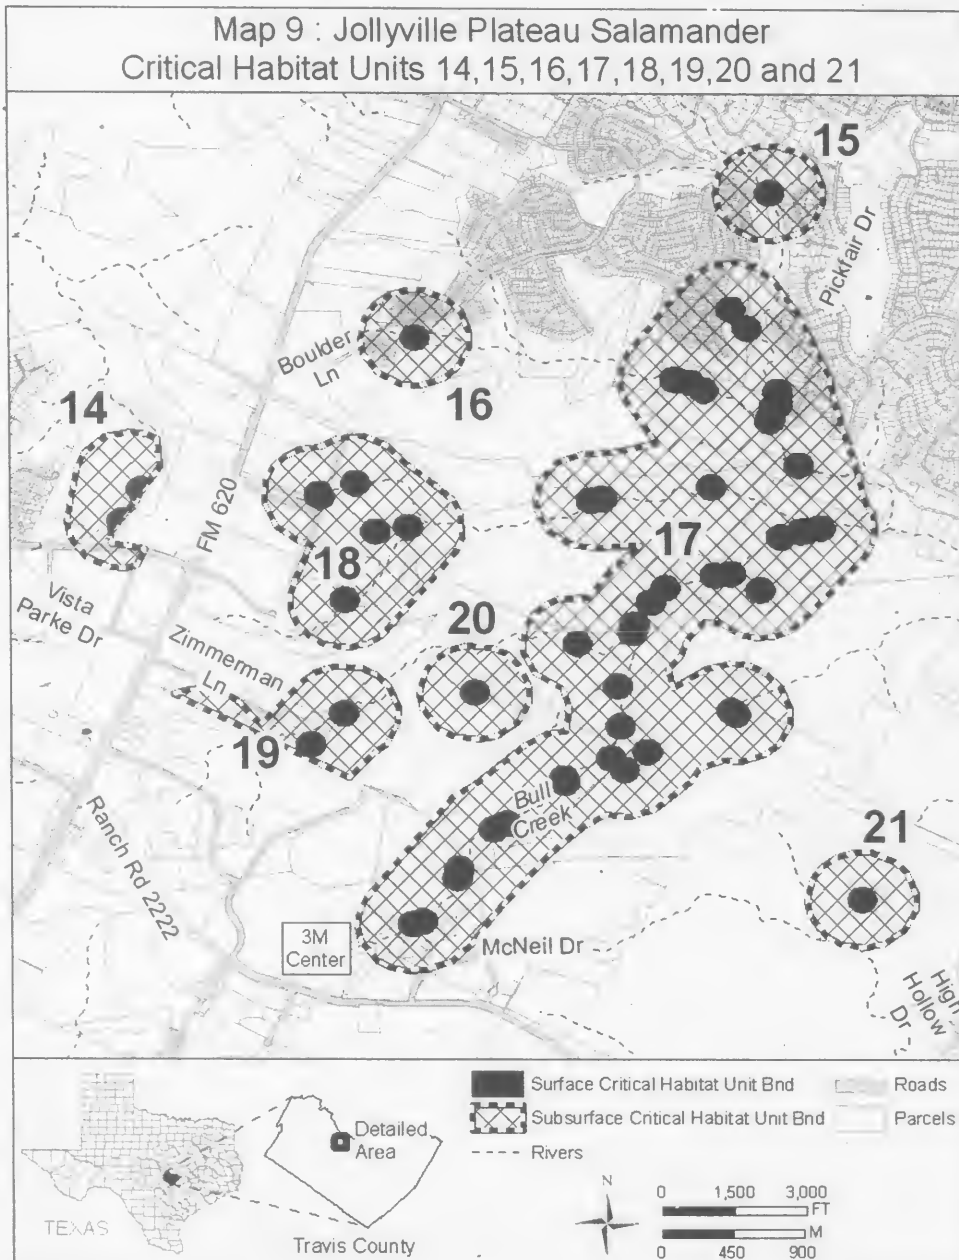 Map 9 : Jollyville Plateau Salamander
Critical Habitat Units 14,15,16,17,18,19,20 and 21
15
Pickfair Dr
Boulder
Ln
16
14
FM 620
17
18
Vista
Parke Dr
Zimmerman
Ln
20
19
Bull
Creek
Ranch Rd 2222
21
3M
Center
McNeil Dr
High
Hollow
Dr
Surface Critical Habitat Unit Bnd
Roads
Subsurface Critical Habitat Unit Bnd
Parcels
Rivers
Detailed
Area
TEXAS
Travis County
N
0 1,500 3,000
FT
M
0 450 900